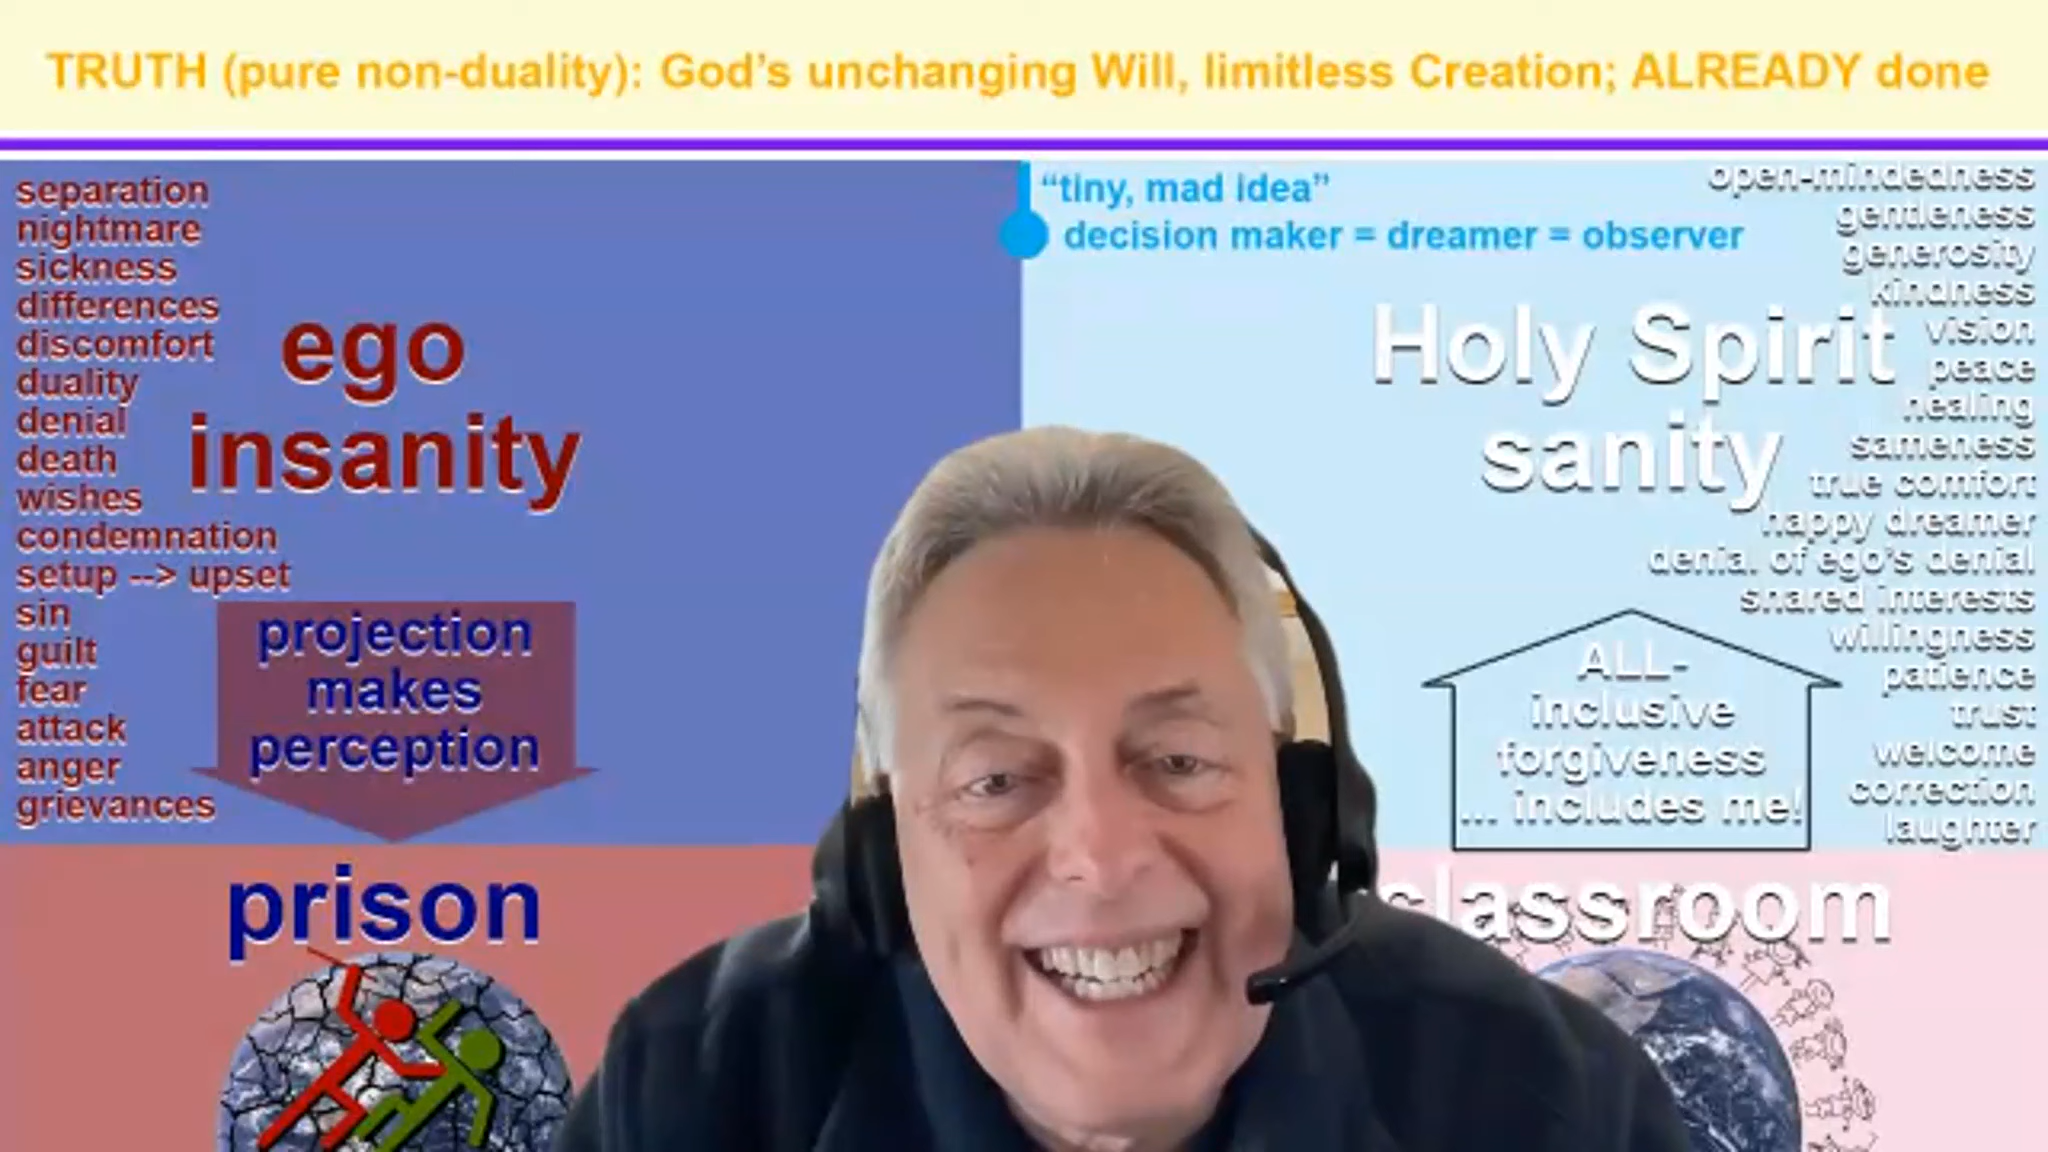 TRUTH (pure non-duality): God's unchanging Will, limitless Creation; ALREADY done
"tiny, mad idea"
decision maker = dreamer = observer
separation
nightmare
sickness
differences
discomfort
duality
denial
death
wishes
condemnation
setup --> upset
sin
guilt
fear
attack
anger
grievances
ego
insanity
projection
makes
perception
prison
Holy Spirit
sanity
open-mindedness
gentleness
generosity
kindness
vision
peace
healing
sameness
true comfort
happy dreamer
denial of ego's denial
shared interests
willingness
patience
trust
welcome
correction
laughter
ALL-
inclusive
forgiveness
... includes me!
classroom